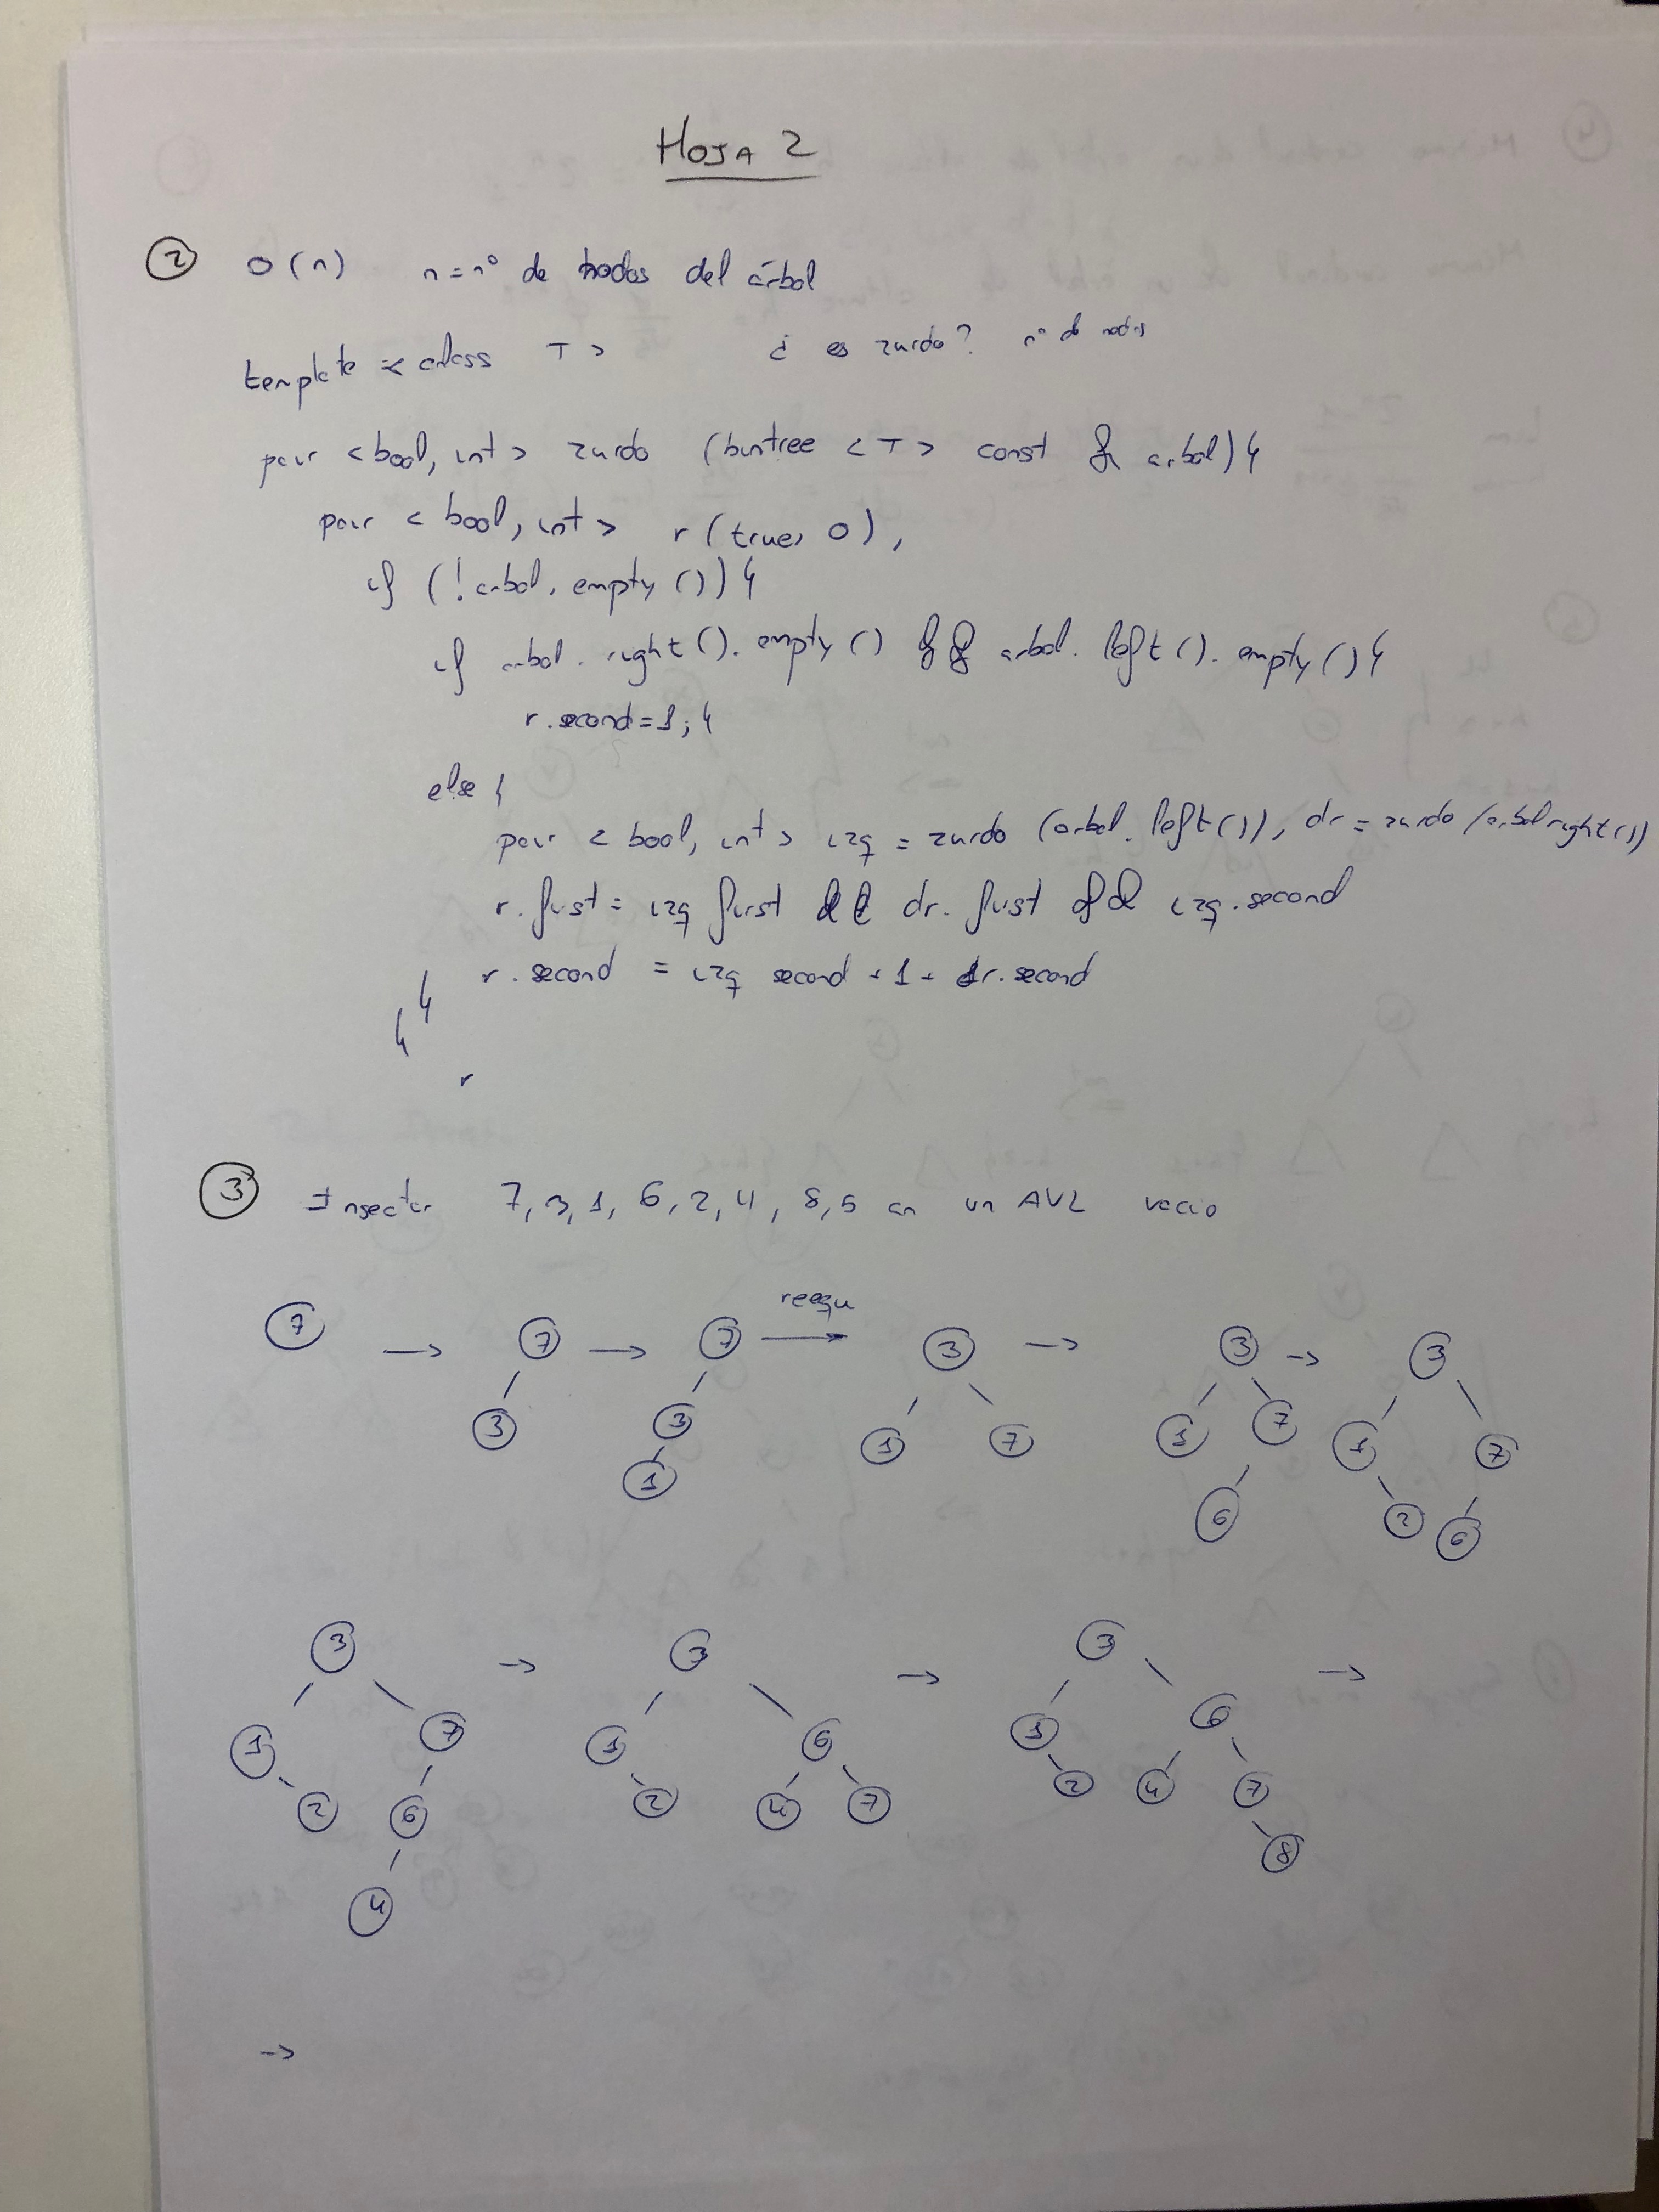 HOJA 2
② O(n) n = nº de nodos del árbol
template <class T> ¿es zurdo? nº de nodos
pair <bool, int> zurdo (bintree <T> const & arbol) {
pair <bool, int> r (true, 0);
if (! arbol. empty ()) {
if arbol. right(). empty () && arbol. left(). empty () {
r.second = 1; }
else {
pair <bool, int> izq = zurdo (arbol. left()), dr = zurdo (arbol right())
r. first = izq first && dr. first && izq. second
r. second = izq second + 1 + dr. second
} }
r
③ Insertar 7, 3, 1, 6, 2, 4, 8, 5 en un AVL vacio
reequ
7 → 7 → 7 → 3 → 3 → 3
3 3 1 7 1 7 1 7
1 6 2 6
3 → 3 → 3 →
1 7 1 6 1 6
2 6 2 4 7 2 4 7
4 8
→